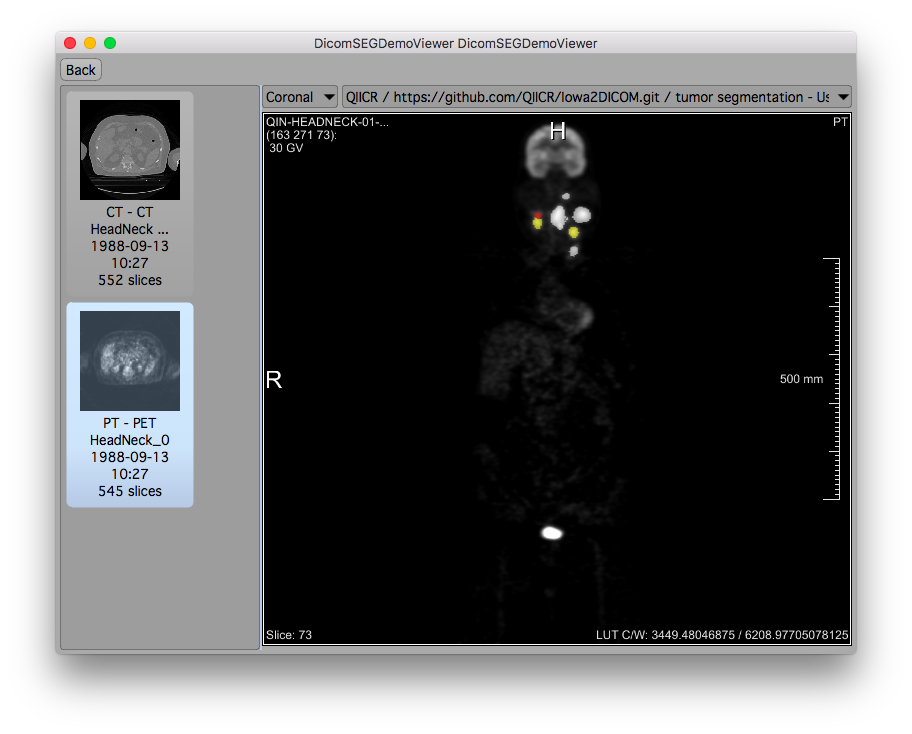 DicomSEGDemoViewer DicomSEGDemoViewer
Back
CT - CT
HeadNeck ...
1988-09-13
10:27
552 slices
PT - PET
HeadNeck_0
1988-09-13
10:27
545 slices
Coronal
QIICR / https://github.com/QIICR/Iowa2DICOM.git / tumor segmentation - Us
QIN-HEADNECK-01-...
(163 271 73):
30 GV
H
PT
R
500 mm
Slice: 73
LUT C/W: 3449.48046875 / 6208.97705078125